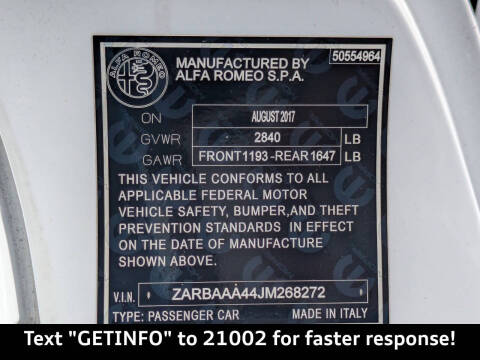 50554964
MANUFACTURED BY
ALFA ROMEO S.P.A.
ALFA ROMEO
ON AUGUST 2017
GVWR 2840 LB
GAWR FRONT1193-REAR1647 LB
THIS VEHICLE CONFORMS TO ALL
APPLICABLE FEDERAL MOTOR
VEHICLE SAFETY, BUMPER,AND THEFT
PREVENTION STANDARDS IN EFFECT
ON THE DATE OF MANUFACTURE
SHOWN ABOVE.
V.I.N. ZARBAAA44JM268272
TYPE: PASSENGER CAR MADE IN ITALY
Text "GETINFO" to 21002 for faster response!